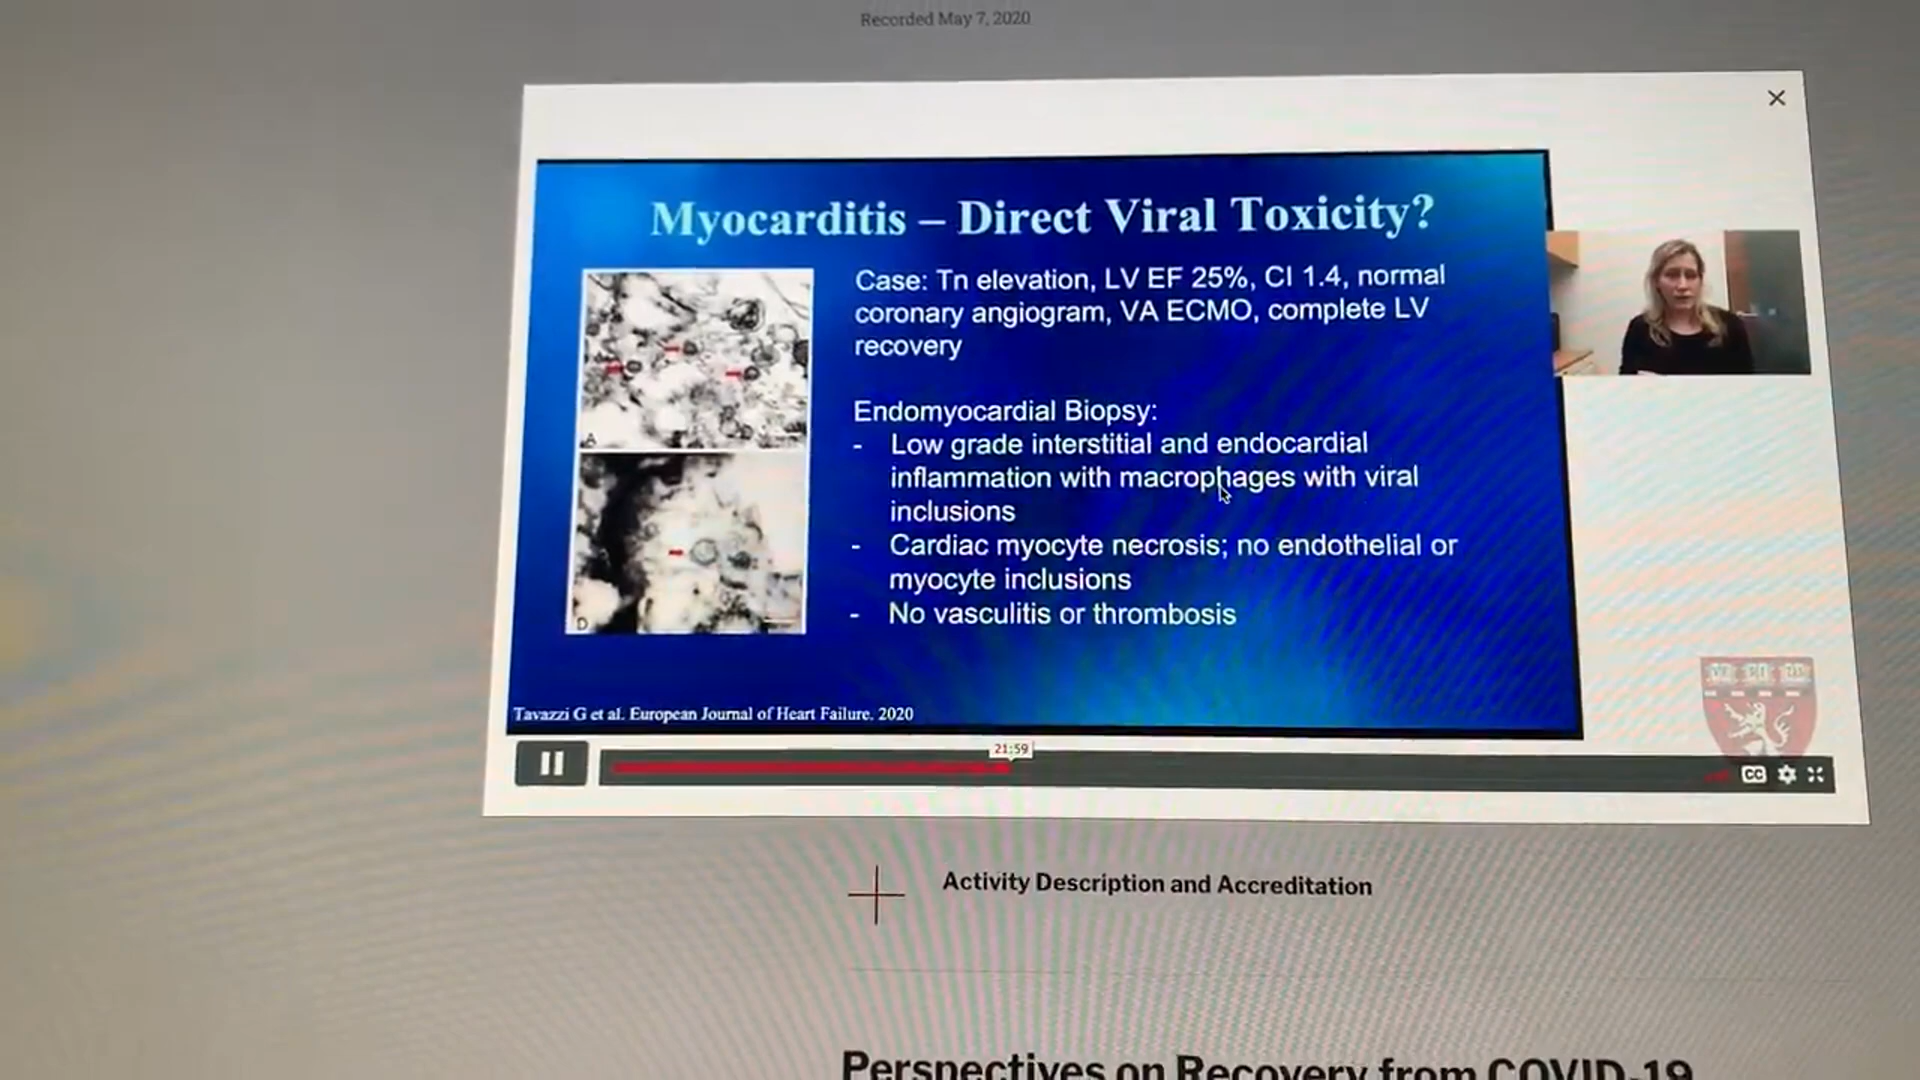 Recorded May 7, 2020
Myocarditis – Direct Viral Toxicity?
Case: Tn elevation, LV EF 25%, CI 1.4, normal
coronary angiogram, VA ECMO, complete LV
recovery
Endomyocardial Biopsy:
- Low grade interstitial and endocardial
inflammation with macrophages with viral
inclusions
- Cardiac myocyte necrosis; no endothelial or
myocyte inclusions
- No vasculitis or thrombosis
A
D
Tavazzi G et al. European Journal of Heart Failure. 2020
21:59
CC
Activity Description and Accreditation
Perspectives on Recovery from COVID-19